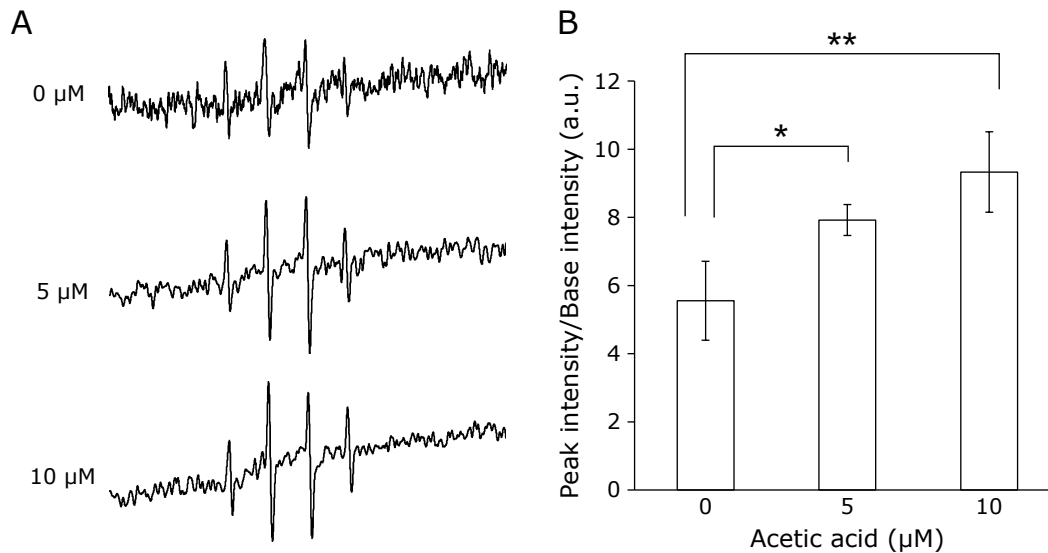 A
0 μM
5 μM
10 μM
B
**
*
Peak intensity/Base intensity (a.u.)
12
10
8
6
4
2
0
0 5 10
Acetic acid (μM)